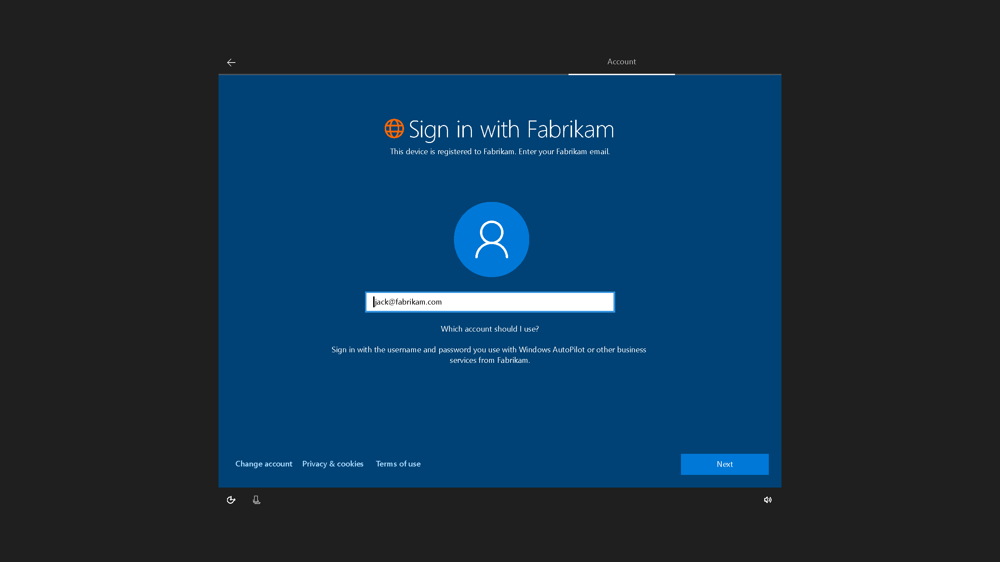 Account
Sign in with Fabrikam
This device is registered to Fabrikam. Enter your Fabrikam email.
jack@fabrikam.com
Which account should I use?
Sign in with the username and password you use with Windows AutoPilot or other business
services from Fabrikam.
Change account Privacy & cookies Terms of use Next